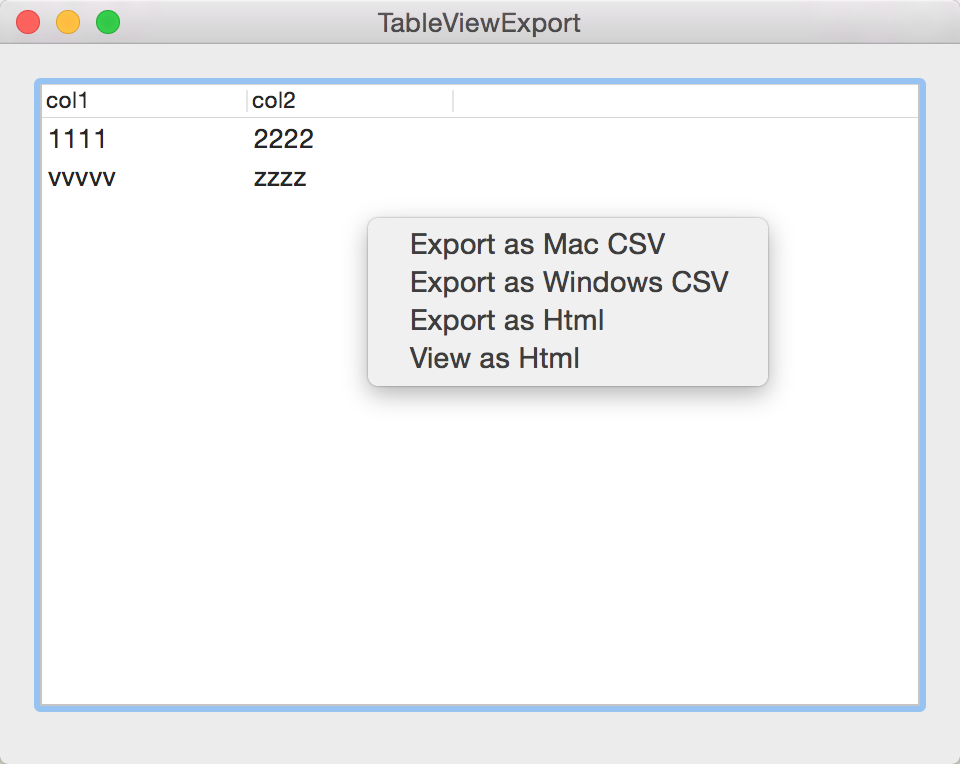 TableViewExport
col1 col2
1111 2222
vvvvv zzzz
Export as Mac CSV
Export as Windows CSV
Export as Html
View as Html